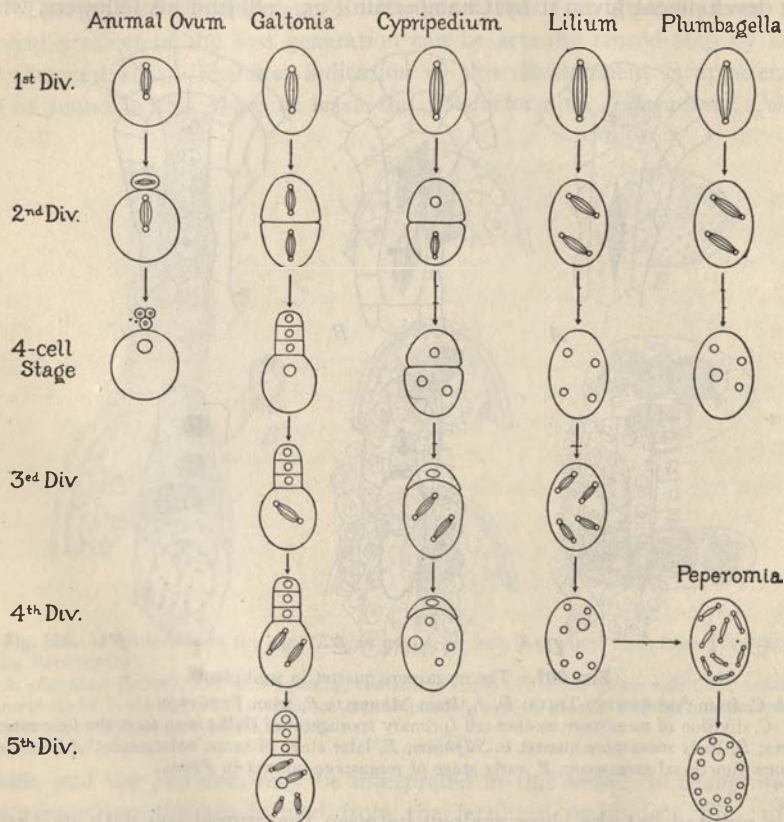 Animal Ovum Galtonia Cypripedium Lilium Plumbagella
1st Div.
2nd Div.
4-cell
Stage
3ed Div
Peperomia.
4th Div.
5th Div.